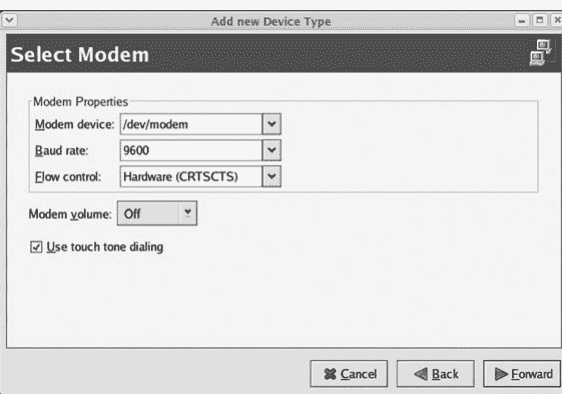 Add new Device Type
Select Modem
Modem Properties
Modem device: /dev/modem
Baud rate: 9600
Flow control: Hardware (CRTSCTS)
Modem volume: Off
Use touch tone dialing
Cancel Back Forward